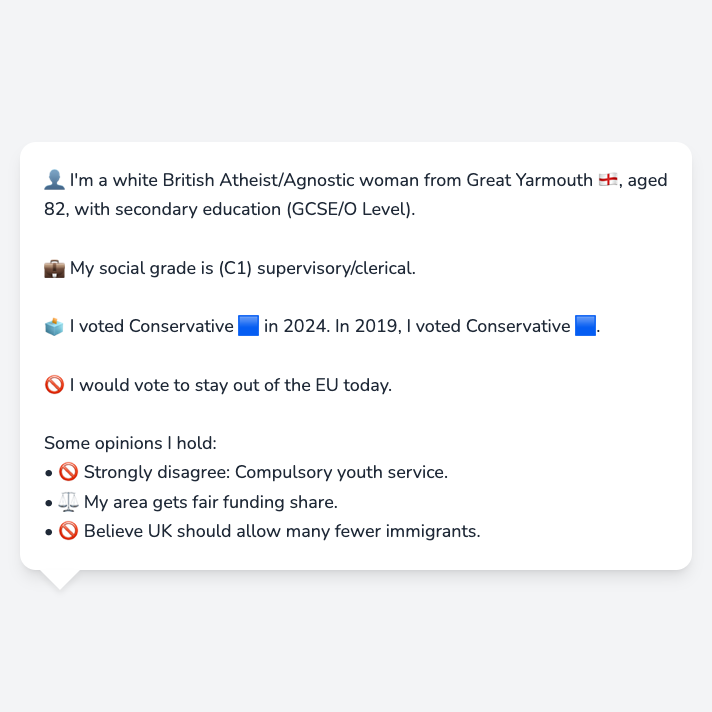 👤 I'm a white British Atheist/Agnostic woman from Great Yarmouth 🏴󠁧󠁢󠁥󠁮󠁧󠁿, aged
82, with secondary education (GCSE/O Level).
💼 My social grade is (C1) supervisory/clerical.
🗳️ I voted Conservative 🟦 in 2024. In 2019, I voted Conservative 🟦.
🚫 I would vote to stay out of the EU today.
Some opinions I hold:
• 🚫 Strongly disagree: Compulsory youth service.
• ⚖️ My area gets fair funding share.
• 🚫 Believe UK should allow many fewer immigrants.